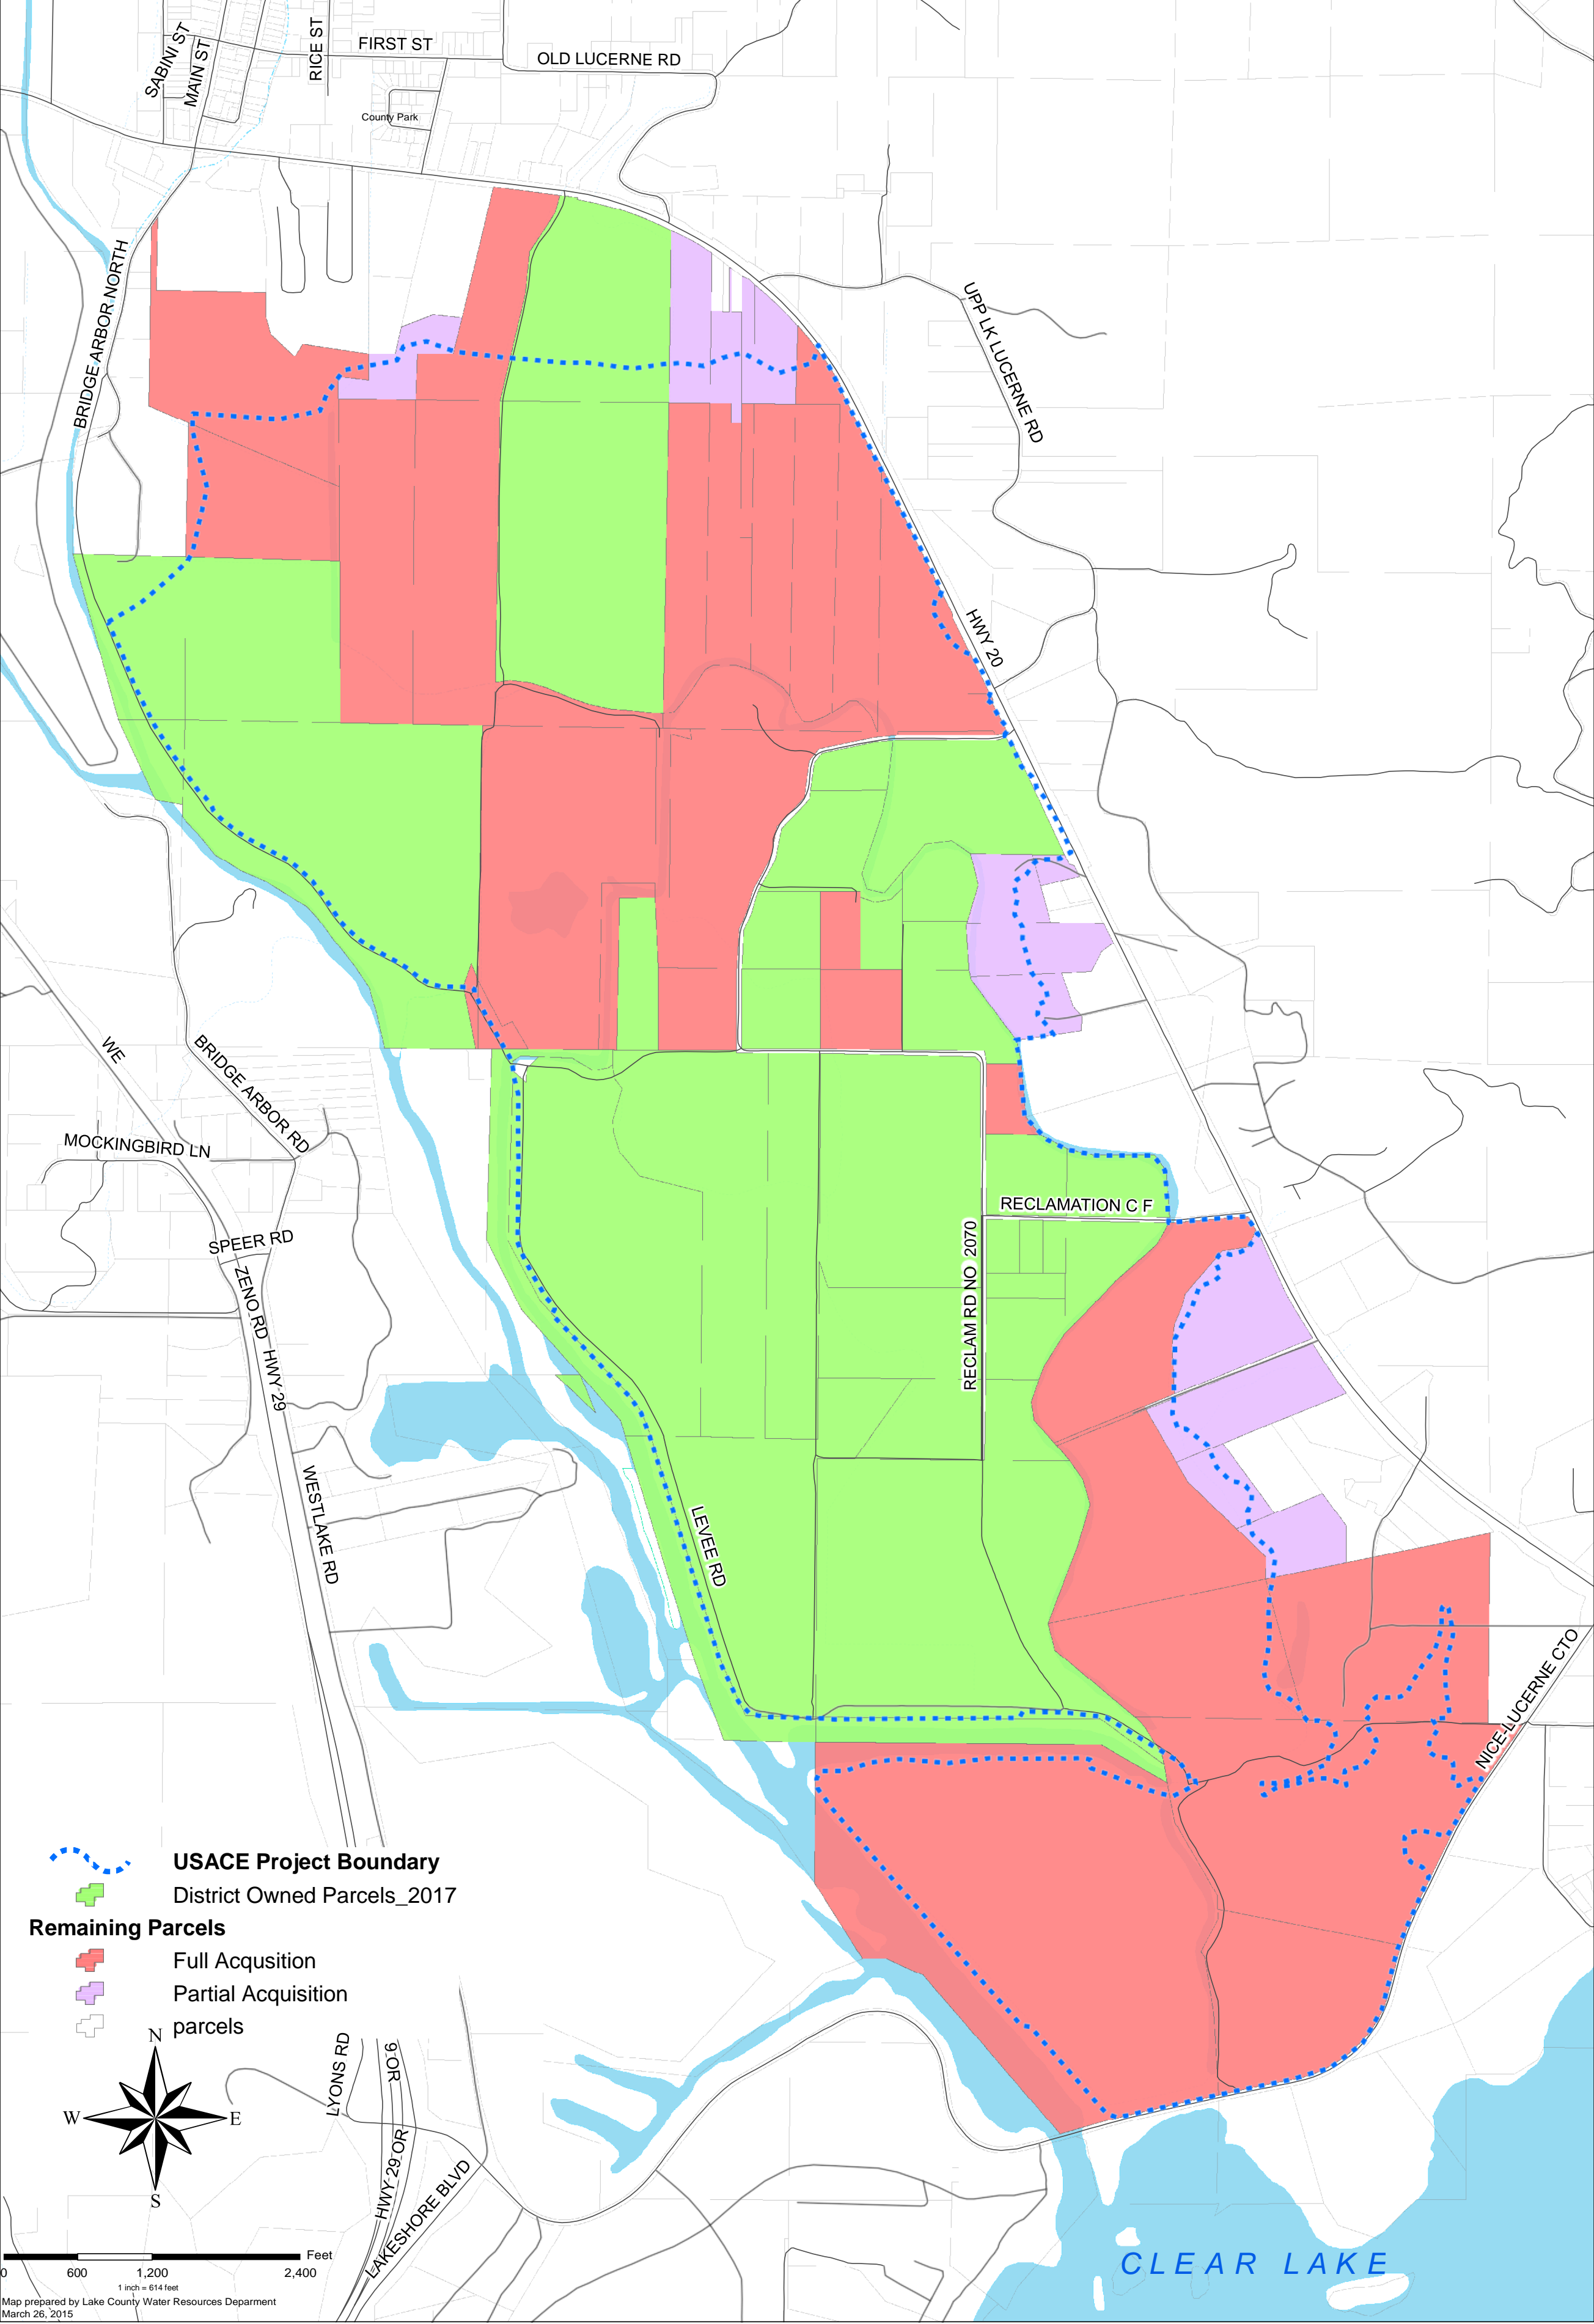 SABINI ST
MAIN ST
RICE ST
FIRST ST
OLD LUCERNE RD
County Park
BRIDGE ARBOR NORTH
UPP LK LUCERNE RD
HWY 20
WE
BRIDGE ARBOR RD
MOCKINGBIRD LN
SPEER RD
ZENO RD
HWY 29
WESTLAKE RD
RECLAMATION C F
RECLAM RD NO 2070
LEVEE RD
NICE-LUCERNE CTO
USACE Project Boundary
District Owned Parcels_2017
Remaining Parcels
Full Acqusition
Partial Acquisition
parcels
N
W
E
S
LYONS RD
9 OR
HWY 29 OR
LAKESHORE BLVD
CLEAR LAKE
Feet
0 600 1,200 2,400
1 inch = 614 feet
Map prepared by Lake County Water Resources Deparment
March 26, 2015